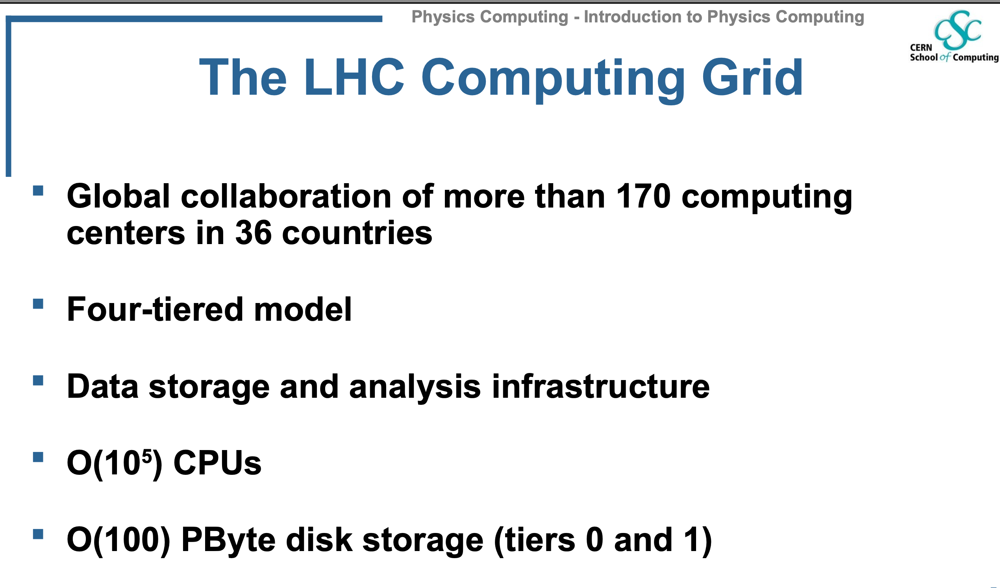 Physics Computing - Introduction to Physics Computing
CSC
CERN
School of Computing
The LHC Computing Grid
Global collaboration of more than 170 computing
centers in 36 countries
Four-tiered model
Data storage and analysis infrastructure
O(10⁵) CPUs
O(100) PByte disk storage (tiers 0 and 1)